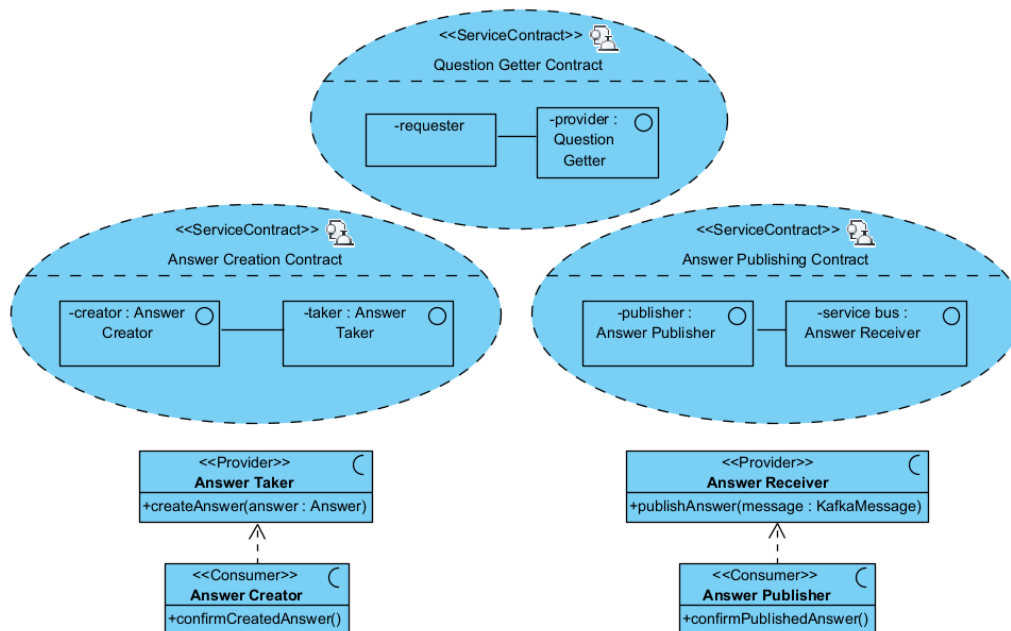 <<ServiceContract>>
Question Getter Contract
-requester
-provider :
Question
Getter
<<ServiceContract>>
Answer Creation Contract
-creator : Answer
Creator
-taker : Answer
Taker
<<ServiceContract>>
Answer Publishing Contract
-publisher :
Answer Publisher
-service bus :
Answer Receiver
<<Provider>>
Answer Taker
+createAnswer(answer : Answer)
<<Consumer>>
Answer Creator
+confirmCreatedAnswer()
<<Provider>>
Answer Receiver
+publishAnswer(message : KafkaMessage)
<<Consumer>>
Answer Publisher
+confirmPublishedAnswer()